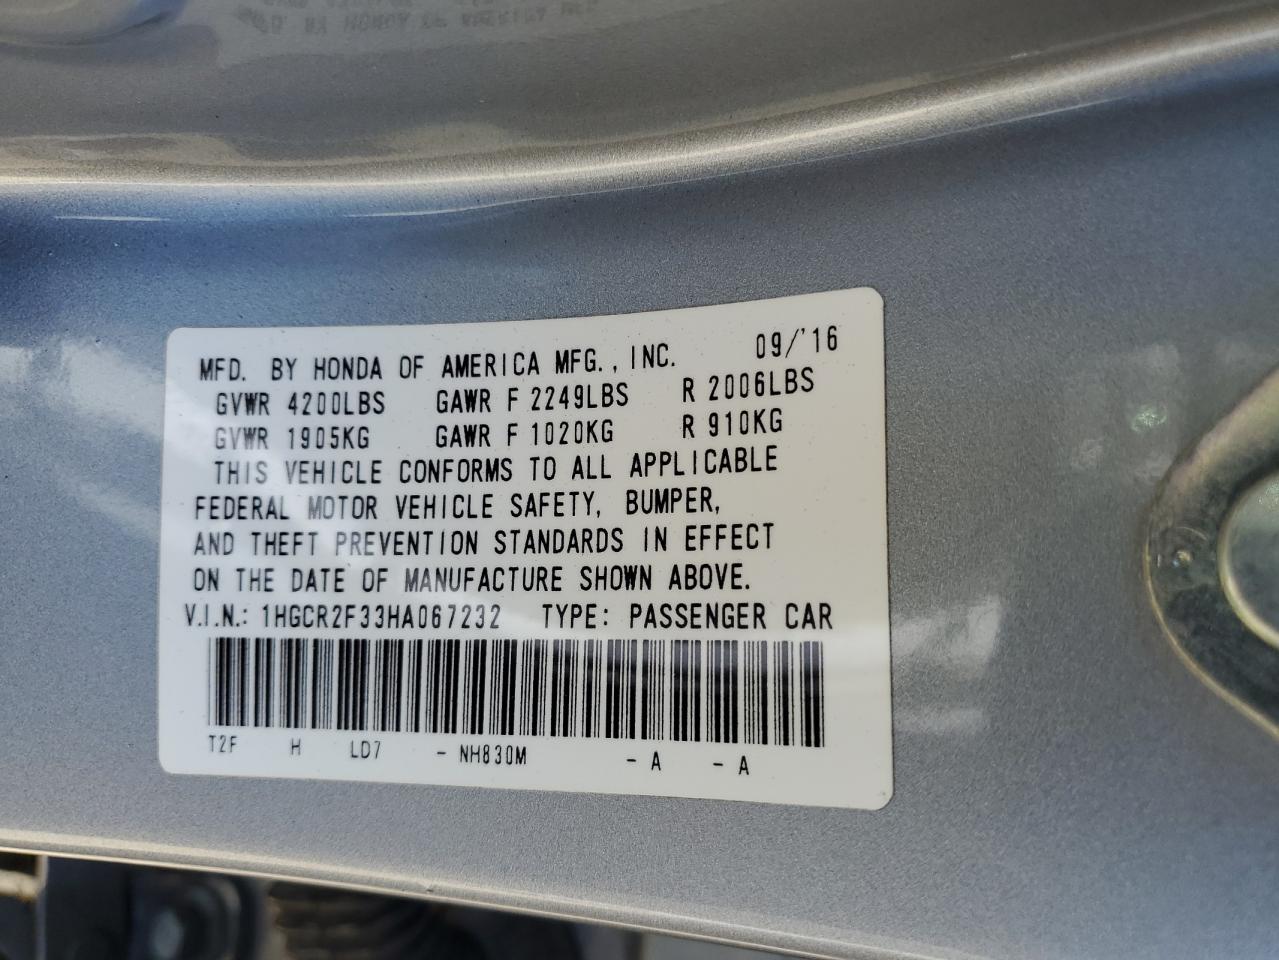 MFD. BY HONDA OF AMERICA MFG., INC. 09/'16
GVWR 4200LBS GAWR F 2249LBS R 2006LBS
GVWR 1905KG GAWR F 1020KG R 910KG
THIS VEHICLE CONFORMS TO ALL APPLICABLE
FEDERAL MOTOR VEHICLE SAFETY, BUMPER,
AND THEFT PREVENTION STANDARDS IN EFFECT
ON THE DATE OF MANUFACTURE SHOWN ABOVE.
V.I.N.: 1HGCR2F33HA067232 TYPE: PASSENGER CAR
T2F H LD7 - NH830M - A - A